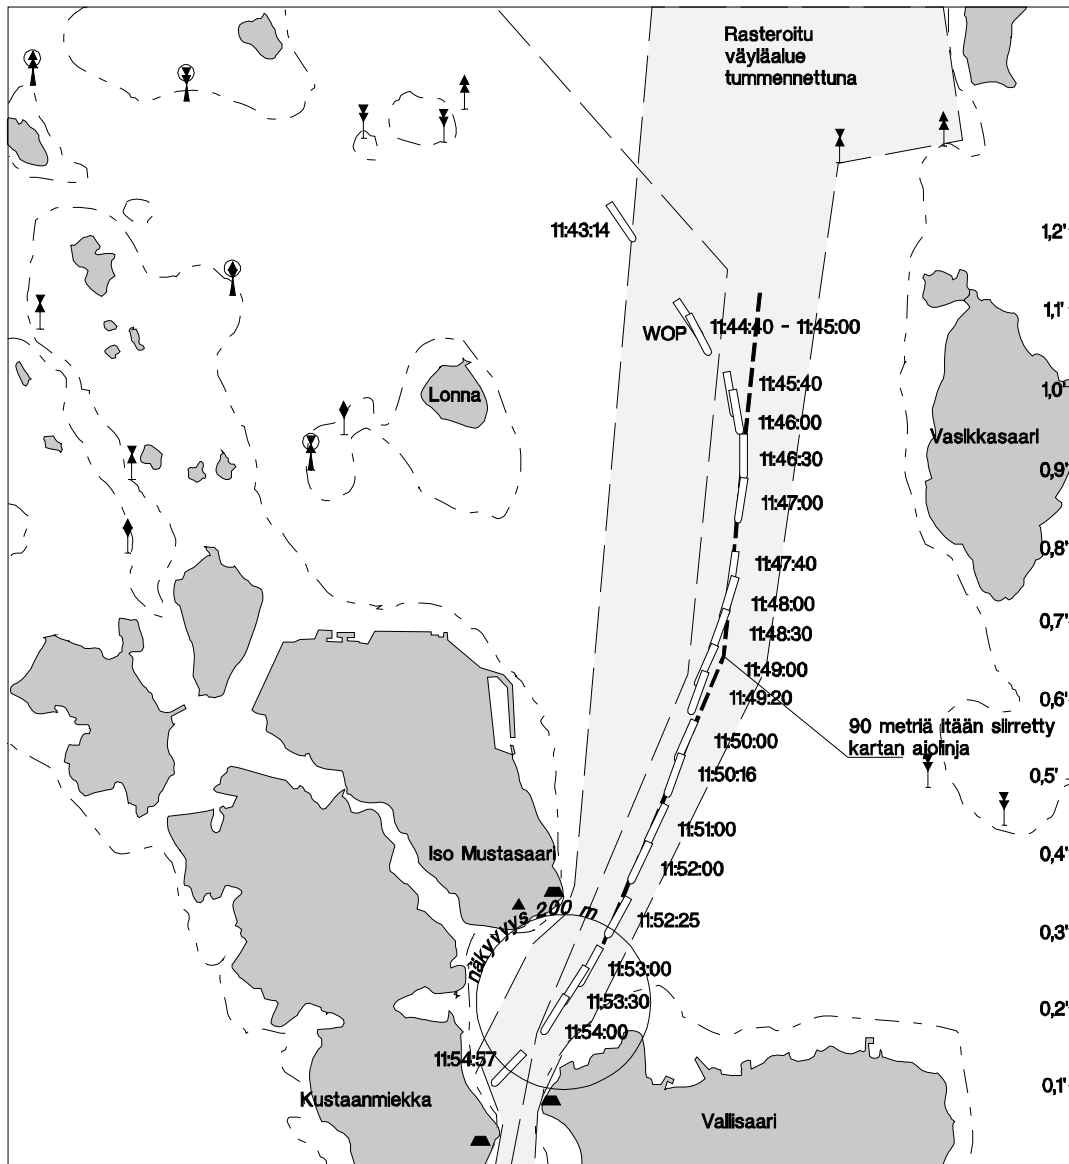 Rasteroitu
väyläalue
tummennettuna
11:43:14
1,2'
1,1'
WOP
11:44:40 - 11:45:00
11:45:40
1,0'
Lonna
11:46:00
Vasikkasaari
11:46:30
0,9'
11:47:00
0,8'
11:47:40
11:48:00
0,7'
11:48:30
11:49:00
11:49:20
0,6'
90 metriä itään siirretty
kartan ajolinja
11:50:00
11:50:16
0,5'
11:51:00
Iso Mustasaari
0,4'
11:52:00
näkyvyys 200 m
11:52:25
0,3'
11:53:00
11:53:30
0,2'
11:54:00
11:54:57
0,1'
Kustaanmiekka
Vallisaari